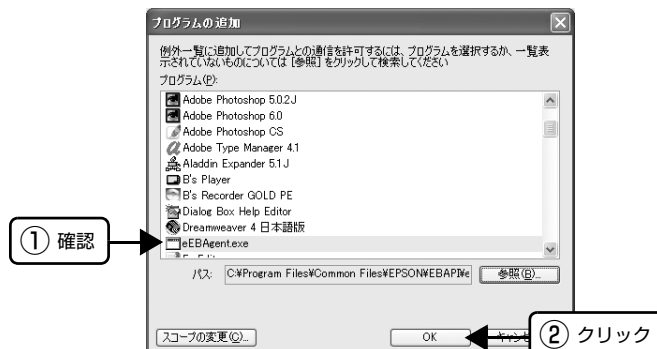 プログラムの追加
例外一覧に追加してプログラムとの通信を許可するには、プログラムを選択するか、一覧表
示されていないものについては [参照] をクリックして検索してください
プログラム(P):
Adobe Photoshop 5.0.2J
Adobe Photoshop 6.0
Adobe Photoshop CS
Adobe Type Manager 4.1
Aladdin Expander 5.1 J
B's Player
B's Recorder GOLD PE
Dialog Box Help Editor
Dreamweaver 4 日本語版
① 確認
eEBAgent.exe
パス: C:¥Program Files¥Common Files¥EPSON¥EBAPI¥e 参照(B)...
スコープの変更(C)... OK
② クリック